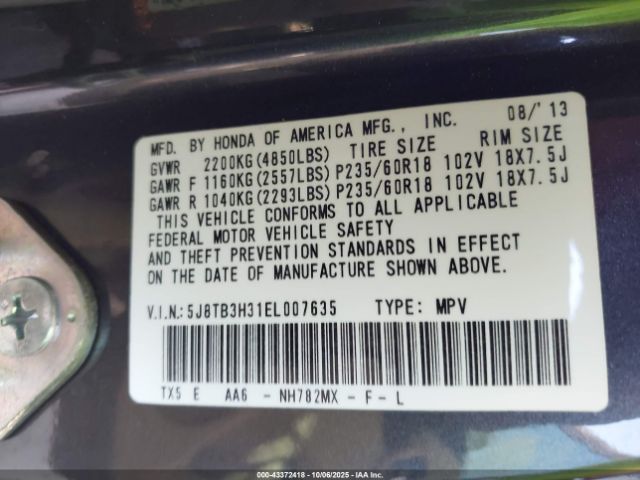 MFD. BY HONDA OF AMERICA MFG., INC. 08/'13
GVWR 2200KG(4850LBS) TIRE SIZE RIM SIZE
GAWR F 1160KG(2557LBS) P235/60R18 102V 18X7.5J
GAWR R 1040KG(2293LBS) P235/60R18 102V 18X7.5J
THIS VEHICLE CONFORMS TO ALL APPLICABLE
FEDERAL MOTOR VEHICLE SAFETY
AND THEFT PREVENTION STANDARDS IN EFFECT
ON THE DATE OF MANUFACTURE SHOWN ABOVE.
V.I.N.: 5J8TB3H31EL007635 TYPE: MPV
TX5 E AA6 - NH782MX - F - L
00-43372418 - 10/06/2025 - IAA Inc.